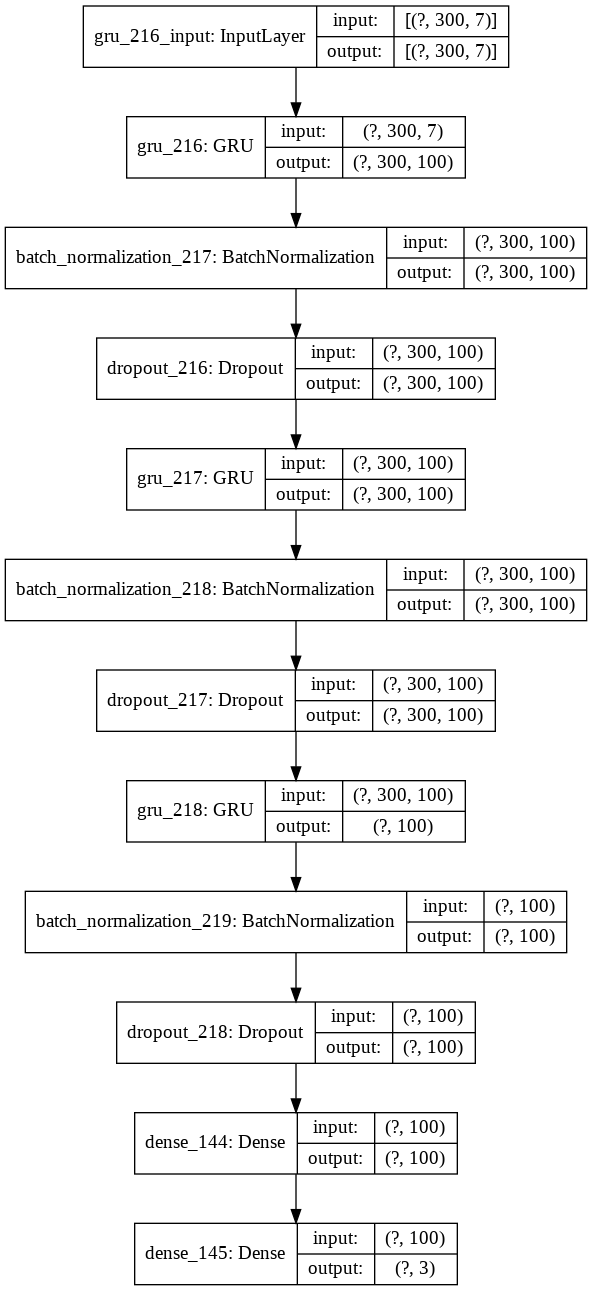 gru_216_input: InputLayer
input: [(?, 300, 7)]
output: [(?, 300, 7)]
gru_216: GRU
input: (?, 300, 7)
output: (?, 300, 100)
batch_normalization_217: BatchNormalization
input: (?, 300, 100)
output: (?, 300, 100)
dropout_216: Dropout
input: (?, 300, 100)
output: (?, 300, 100)
gru_217: GRU
input: (?, 300, 100)
output: (?, 300, 100)
batch_normalization_218: BatchNormalization
input: (?, 300, 100)
output: (?, 300, 100)
dropout_217: Dropout
input: (?, 300, 100)
output: (?, 300, 100)
gru_218: GRU
input: (?, 300, 100)
output: (?, 100)
batch_normalization_219: BatchNormalization
input: (?, 100)
output: (?, 100)
dropout_218: Dropout
input: (?, 100)
output: (?, 100)
dense_144: Dense
input: (?, 100)
output: (?, 100)
dense_145: Dense
input: (?, 100)
output: (?, 3)